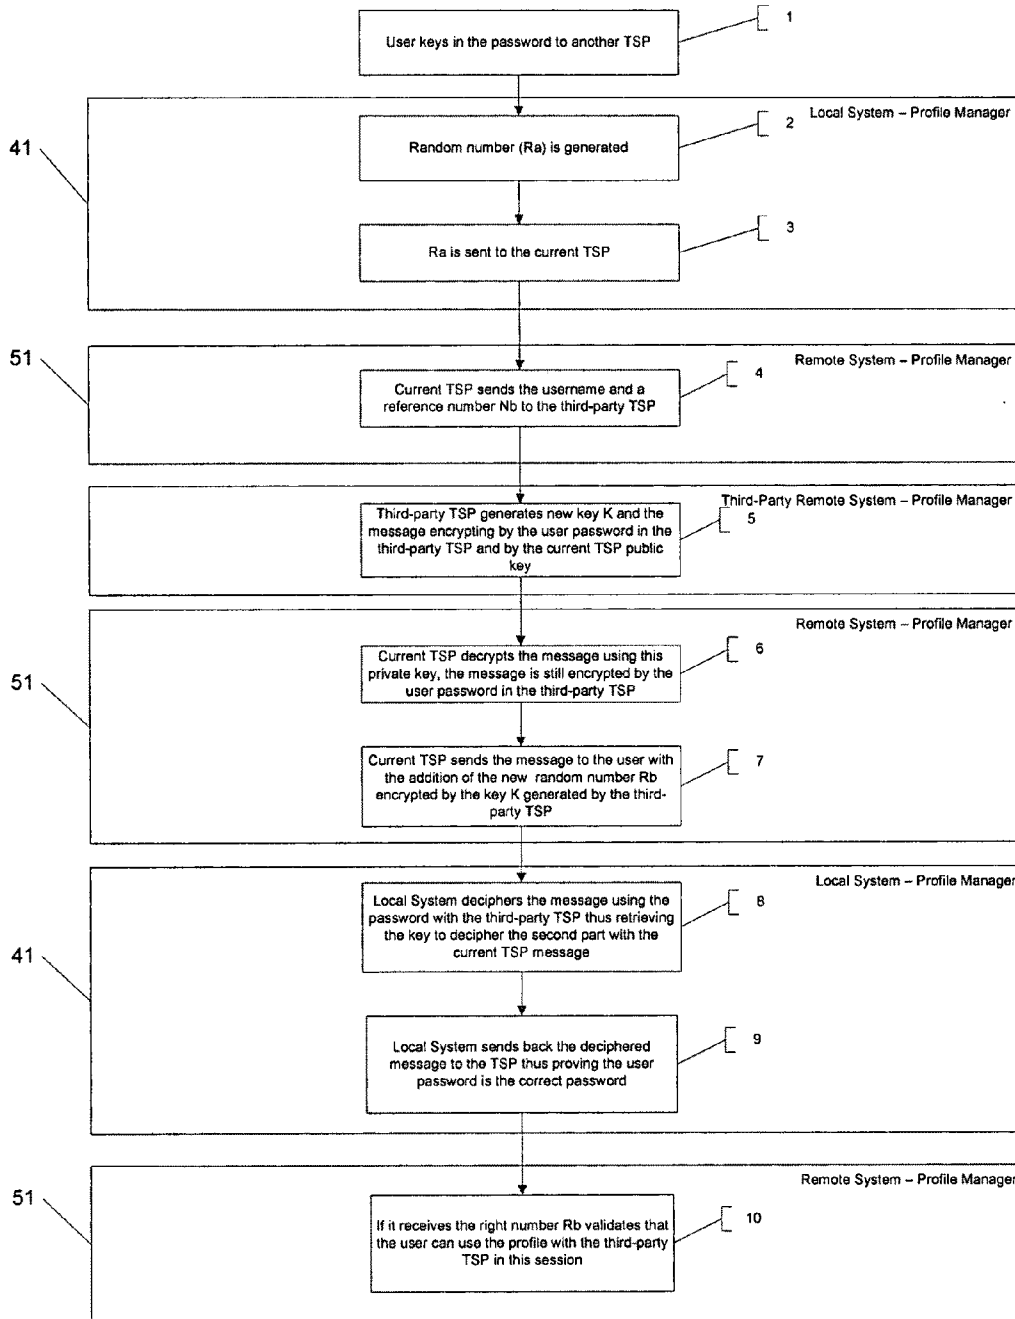 1
User keys in the password to another TSP
Local System – Profile Manager
2
41
Random number (Ra) is generated
3
Ra is sent to the current TSP
51
Remote System – Profile Manager
4
Current TSP sends the username and a
reference number Nb to the third-party TSP
Third-Party Remote System – Profile Manager
5
Third-party TSP generates new key K and the
message encrypting by the user password in the
third-party TSP and by the current TSP public
key
Remote System – Profile Manager
6
Current TSP decrypts the message using this
private key, the message is still encrypted by the
user password in the third-party TSP
51
7
Current TSP sends the message to the user with
the addition of the new random number Rb
encrypted by the key K generated by the third-
party TSP
Local System – Profile Manager
8
Local System deciphers the message using the
password with the third-party TSP thus retrieving
the key to decipher the second part with the
current TSP message
41
9
Local System sends back the deciphered
message to the TSP thus proving the user
password is the correct password
Remote System – Profile Manager
51
10
If it receives the right number Rb validates that
the user can use the profile with the third-party
TSP in this session